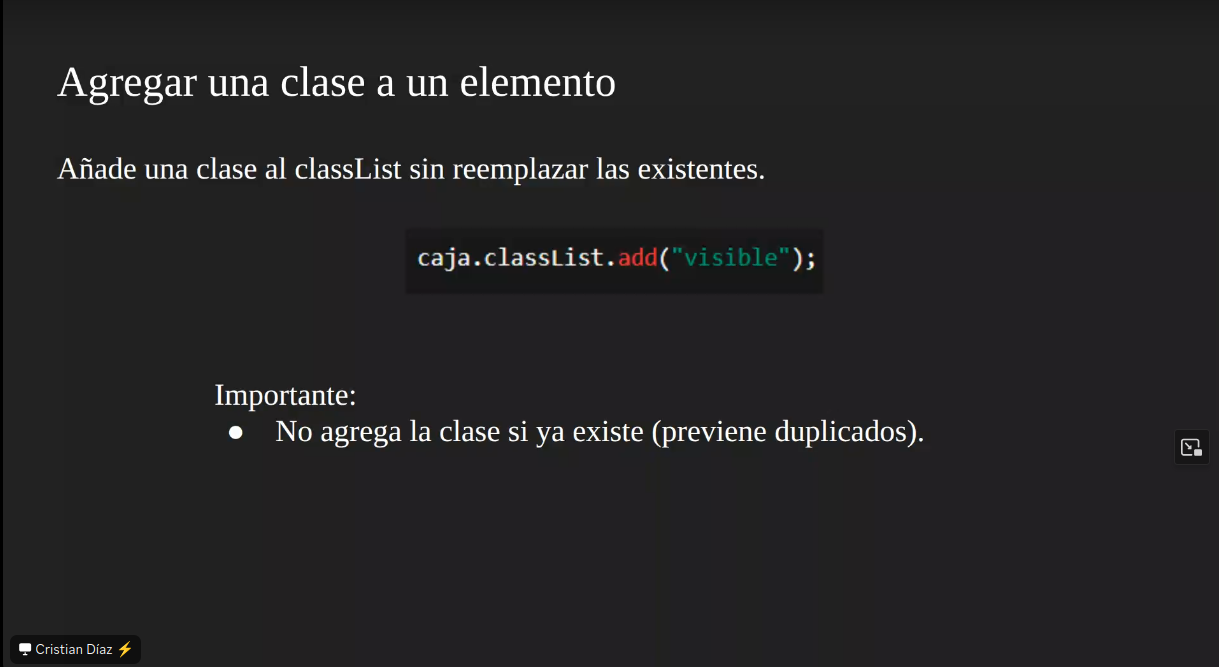 Agregar una clase a un elemento
Añade una clase al classList sin reemplazar las existentes.
caja.classList.add("visible");
Importante:
● No agrega la clase si ya existe (previene duplicados).
Cristian Díaz ⚡